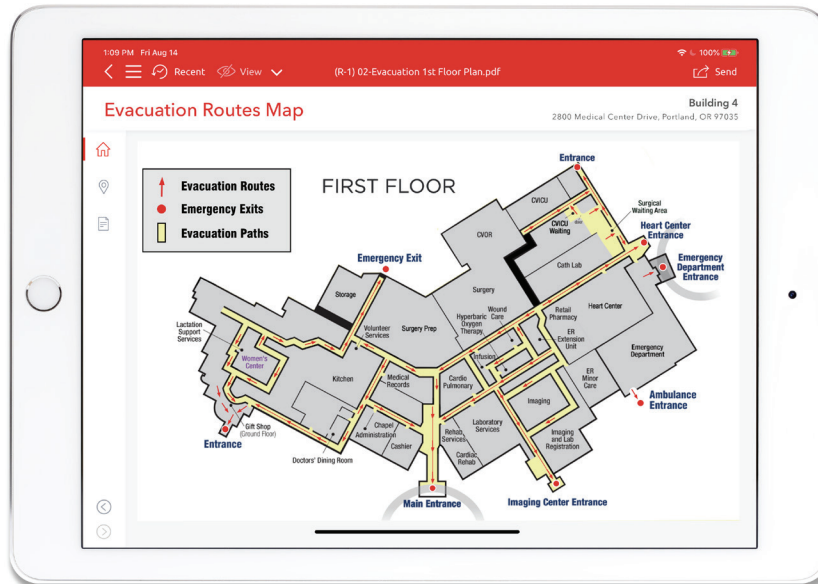 1:09 PM Fri Aug 14
100%
Recent
View
(R-1) 02-Evacuation 1st Floor Plan.pdf
Send
Evacuation Routes Map
Building 4
2800 Medical Center Drive, Portland, OR 97035
Evacuation Routes
Emergency Exits
Evacuation Paths
FIRST FLOOR
Entrance
CVICU
Surgical
Waiting Area
CVICU
Waiting
CVOR
Heart Center
Entrance
Cath Lab
Emergency
Department
Entrance
Emergency Exit
Storage
Surgery
Heart Center
Wound
Care
Retail
Pharmacy
Hyperbaric
Oxygen
Therapy
Lactation
Support
Services
Volunteer
Services
Surgery Prep
ER
Extension
Unit
Emergency
Department
Women's
Center
Infusion
Kitchen
Medical
Records
Cardio
Pulmonary
ER
Minor
Care
Imaging
Ambulance
Entrance
Gift Shop
(Ground Floor)
Entrance
Chapel
Administration
Cashier
Rehab
Services
Laboratory
Services
Imaging
and Lab
Registration
Doctors' Dining Room
Cardiac
Rehab
Main Entrance
Imaging Center Entrance